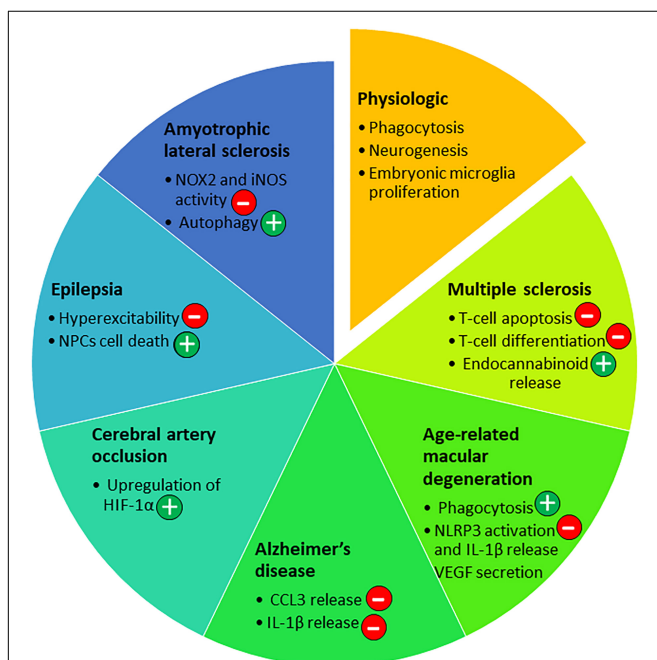 Physiologic
• Phagocytosis
• Neurogenesis
• Embryonic microglia
proliferation
Multiple sclerosis
• T-cell apoptosis −
• T-cell differentiation −
• Endocannabinoid +
release
Age-related
macular
degeneration
• Phagocytosis +
• NLRP3 activation −
and IL-1β release
VEGF secretion
Alzheimer's
disease
• CCL3 release −
• IL-1β release −
Cerebral artery
occlusion
• Upregulation of
HIF-1α +
Epilepsia
• Hyperexcitability −
• NPCs cell death +
Amyotrophic
lateral sclerosis
• NOX2 and iNOS
activity −
• Autophagy +